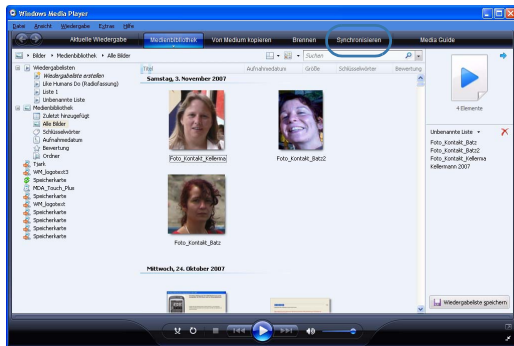 Windows Media Player
Datei Ansicht Wiedergabe Extras Hilfe
Aktuelle Wiedergabe Medienbibliothek Von Medium kopieren Brennen Synchronisieren Media Guide
Bilder Medienbibliothek Alle Bilder
Suchen
Wiedergabelisten
Wiedergabeliste erstellen
Like Humans Do (Radiofassung)
Liste 1
Unbenannte Liste
Medienbibliothek
Zuletzt hinzugefügt
Alle Bilder
Schlüsselwörter
Aufnahmedatum
Bewertung
Ordner
Tjark
WM_logotext3
Speicherkarte
MDA_Touch_Plus
WM_logotext
Speicherkarte
Speicherkarte
Speicherkarte
Titel Aufnahmedatum Größe Schlüsselwörter Bewertung
Samstag, 3. November 2007
Foto_Kontakt_Kellerma
Foto_Kontakt_Batz2
Foto_Kontakt_Batz
Mittwoch, 24. Oktober 2007
4 Elemente
Unbenannte Liste
Foto_Kontakt_Batz
Foto_Kontakt_Batz2
Foto_Kontakt_Kellerma
Kellermann 2007
Wiedergabeliste speichern